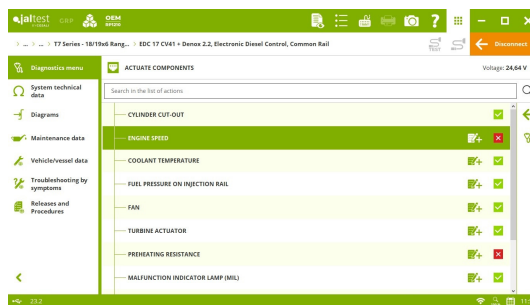 jaltest GRP OEM
> ... > ... > T7 Series - 18/19x6 Rang... > EDC 17 CV41 + Denox 2.2, Electronic Diesel Control, Common Rail
TEST
Disconnect
Diagnostics menu
ACTUATE COMPONENTS
Voltage: 24,64 V
System technical data
Search in the list of actions
Diagrams
CYLINDER CUT-OUT
Maintenance data
ENGINE SPEED
Vehicle/vessel data
COOLANT TEMPERATURE
Troubleshooting by symptoms
FUEL PRESSURE ON INJECTION RAIL
Releases and Procedures
FAN
TURBINE ACTUATOR
PREHEATING RESISTANCE
MALFUNCTION INDICATOR LAMP (MIL)
23.2